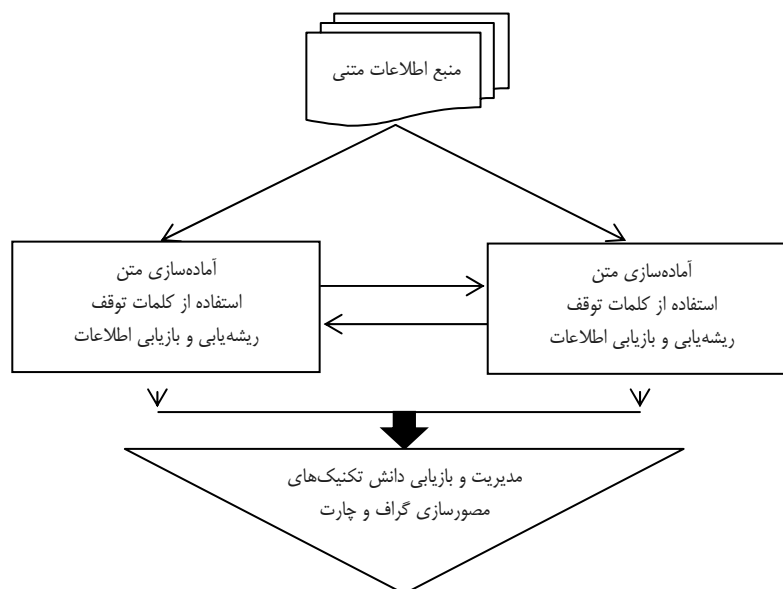 منبع اطلاعات متنی
آماده‌سازی متن
استفاده از کلمات توقف
ریشه‌یابی و بازیابی اطلاعات
آماده‌سازی متن
استفاده از کلمات توقف
ریشه‌یابی و بازیابی اطلاعات
مدیریت و بازیابی دانش تکنیک‌های
مصورسازی گراف و چارت